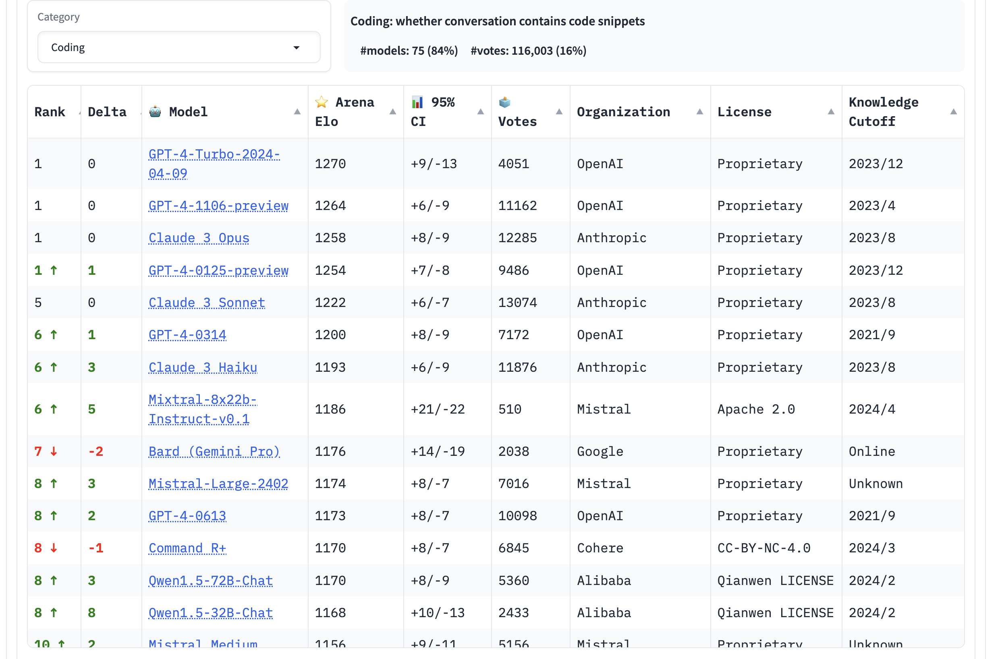 Category
Coding
Coding: whether conversation contains code snippets
#models: 75 (84%) #votes: 116,003 (16%)
Rank Delta 🤖 Model ⭐ Arena Elo 📊 95% CI 🗳️ Votes Organization License Knowledge Cutoff
1 0 GPT-4-Turbo-2024-04-09 1270 +9/-13 4051 OpenAI Proprietary 2023/12
1 0 GPT-4-1106-preview 1264 +6/-9 11162 OpenAI Proprietary 2023/4
1 0 Claude 3 Opus 1258 +8/-9 12285 Anthropic Proprietary 2023/8
1 ↑ 1 GPT-4-0125-preview 1254 +7/-8 9486 OpenAI Proprietary 2023/12
5 0 Claude 3 Sonnet 1222 +6/-7 13074 Anthropic Proprietary 2023/8
6 ↑ 1 GPT-4-0314 1200 +8/-9 7172 OpenAI Proprietary 2021/9
6 ↑ 3 Claude 3 Haiku 1193 +6/-9 11876 Anthropic Proprietary 2023/8
6 ↑ 5 Mixtral-8x22b-Instruct-v0.1 1186 +21/-22 510 Mistral Apache 2.0 2024/4
7 ↓ -2 Bard (Gemini Pro) 1176 +14/-19 2038 Google Proprietary Online
8 ↑ 3 Mistral-Large-2402 1174 +8/-7 7016 Mistral Proprietary Unknown
8 ↑ 2 GPT-4-0613 1173 +8/-7 10098 OpenAI Proprietary 2021/9
8 ↓ -1 Command R+ 1170 +8/-7 6845 Cohere CC-BY-NC-4.0 2024/3
8 ↑ 3 Qwen1.5-72B-Chat 1170 +8/-9 5360 Alibaba Qianwen LICENSE 2024/2
8 ↑ 8 Qwen1.5-32B-Chat 1168 +10/-13 2433 Alibaba Qianwen LICENSE 2024/2
10 ↑ 2 Mistral Medium 1156 +9/-11 5156 Mistral Proprietary Unknown